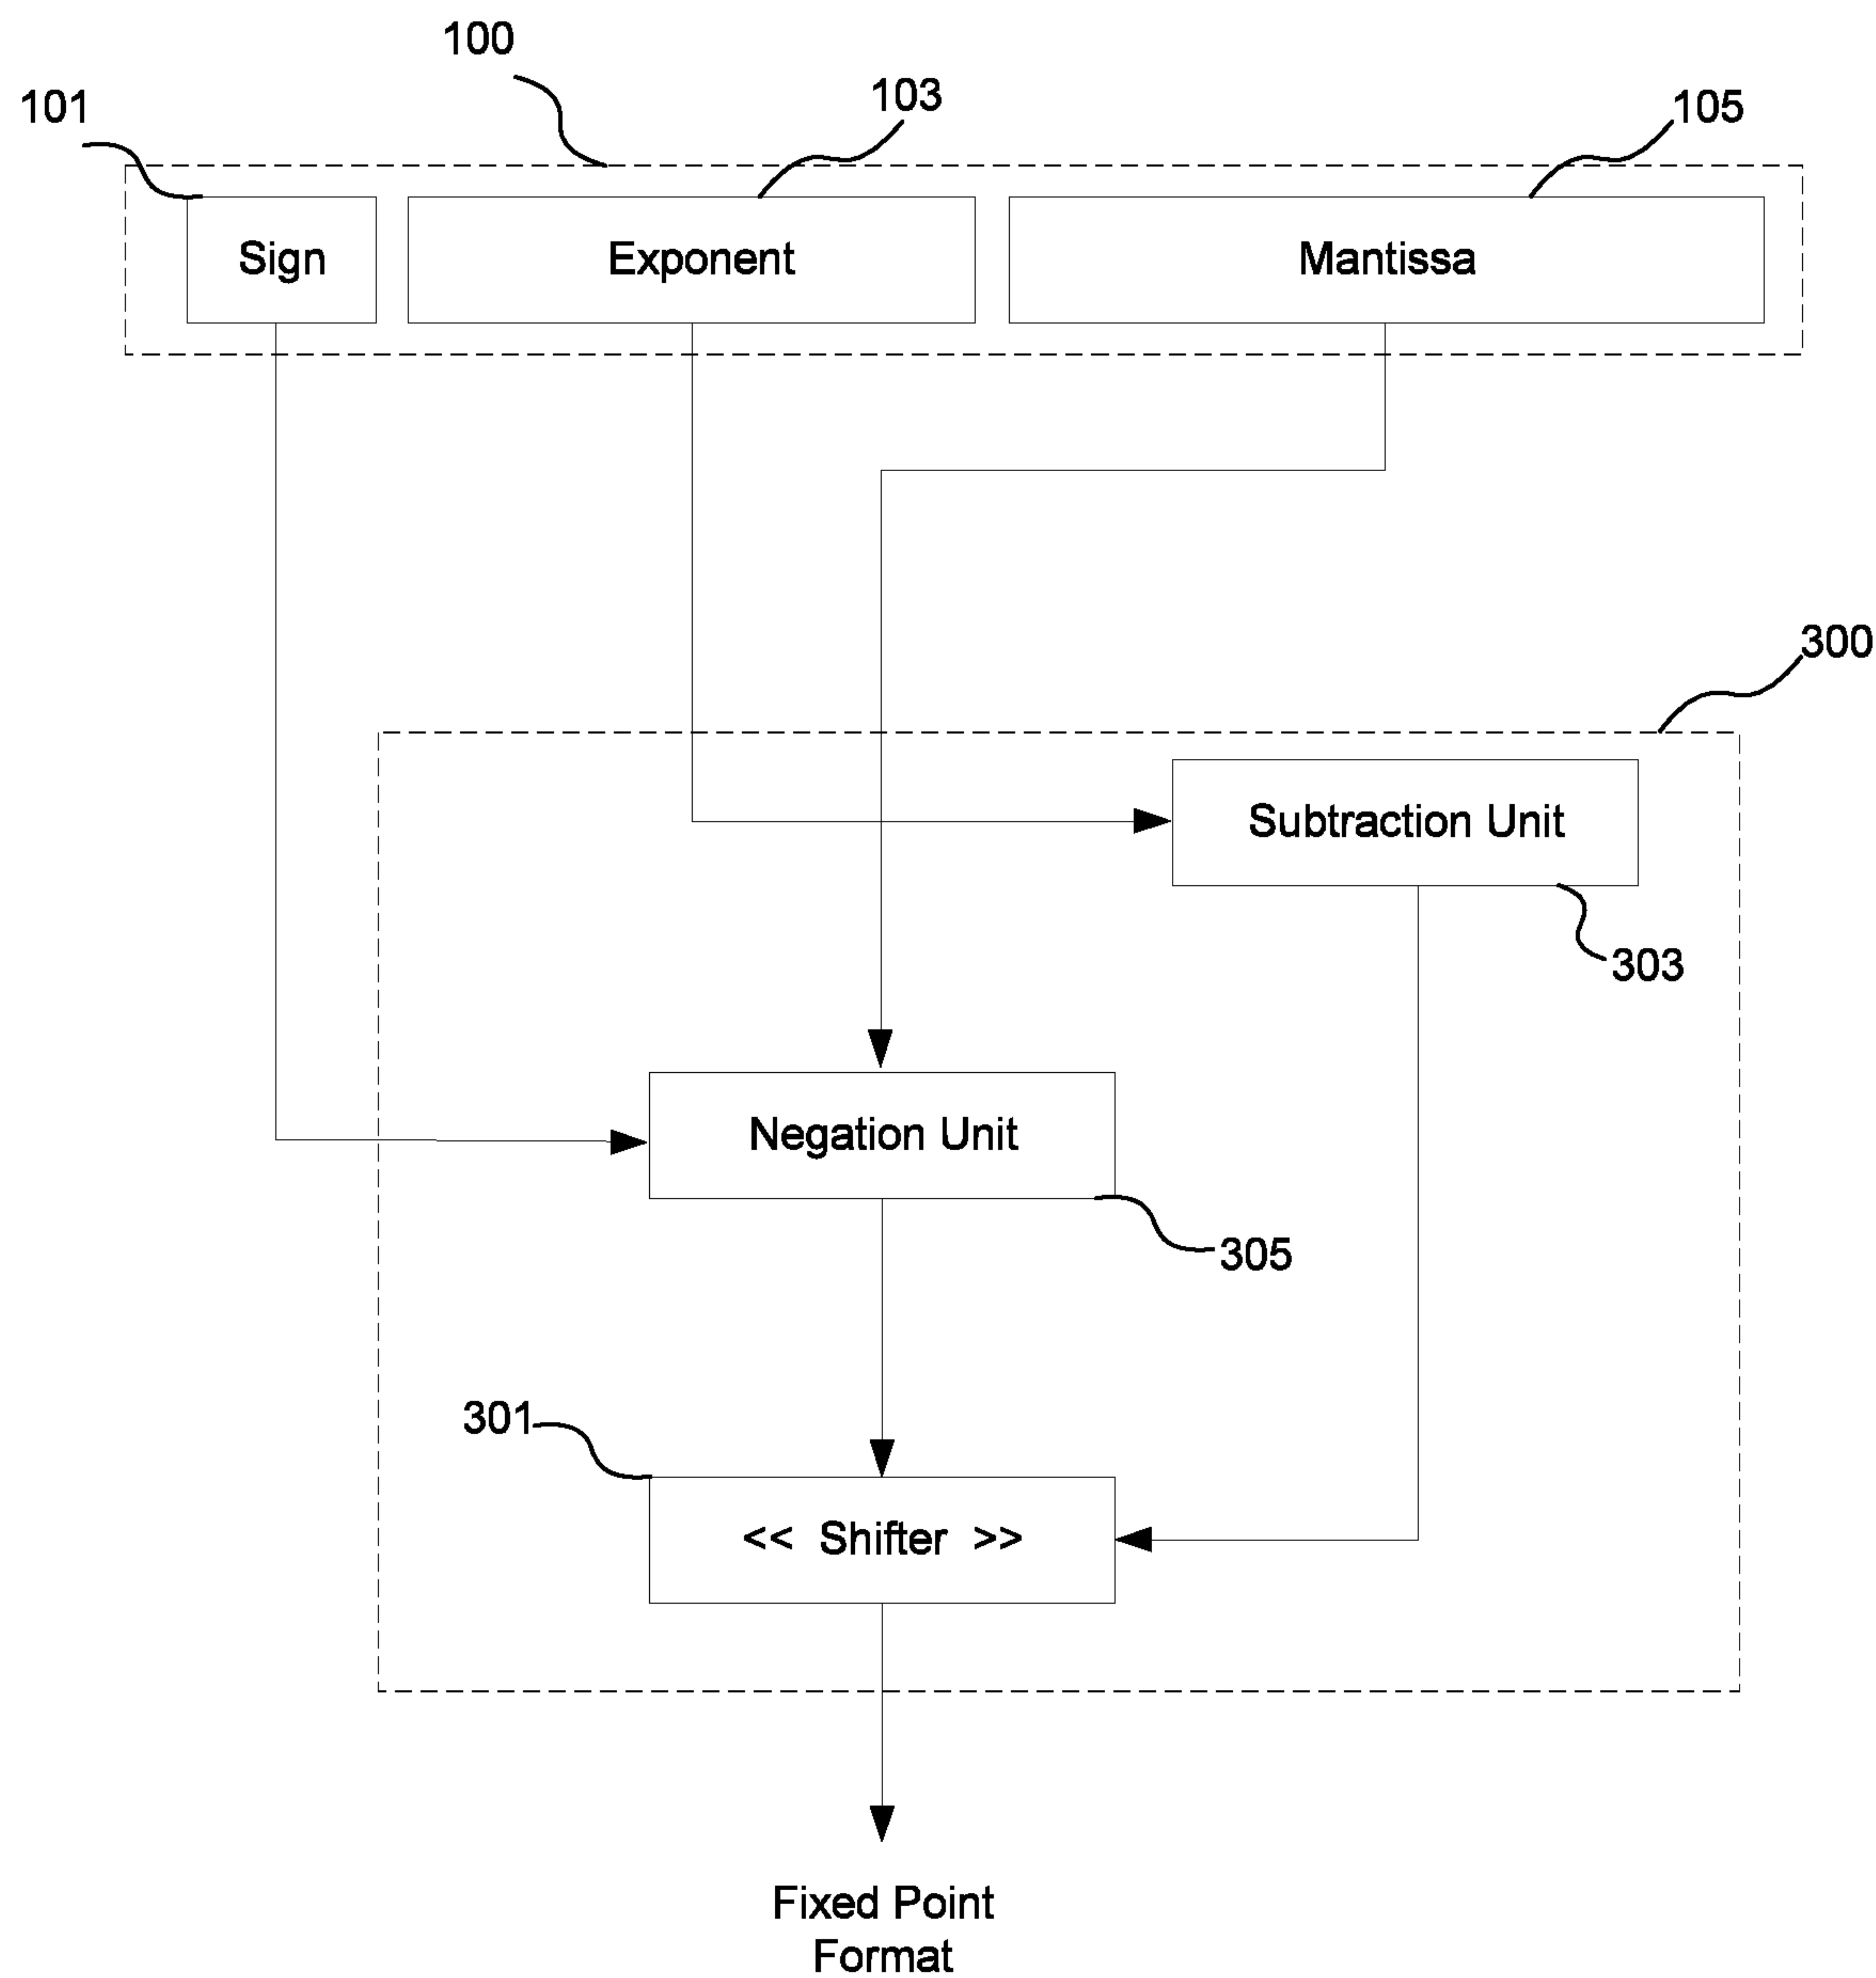 100
101
103
105
Sign
Exponent
Mantissa
300
Subtraction Unit
303
Negation Unit
305
301
<< Shifter >>
Fixed Point
Format